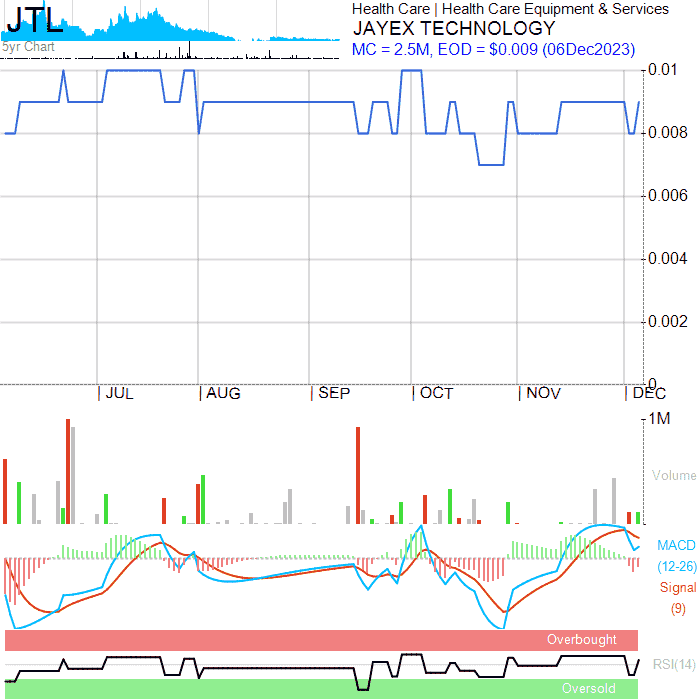 JTL
5yr Chart
Health Care | Health Care Equipment & Services
JAYEX TECHNOLOGY
MC = 2.5M, EOD = $0.009 (06Dec2023)
0.01
0.008
0.006
0.004
0.002
0
JUL
AUG
SEP
OCT
NOV
DEC
1M
Volume
MACD
(12-26)
Signal
(9)
Overbought
RSI(14)
Oversold